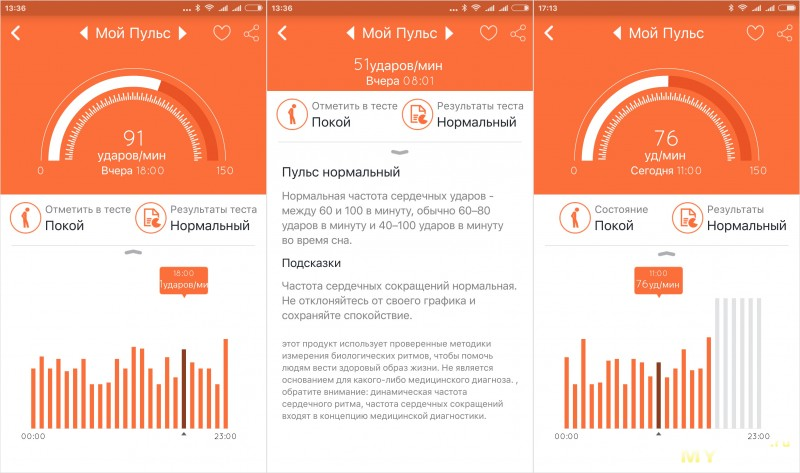 13:36
Мой Пульс
91
ударов/мин
Вчера 18:00
0
150
Отметить в тесте
Покой
Результаты теста
Нормальный
18:00
1ударов/ми
00:00
23:00
13:36
Мой Пульс
51ударов/мин
Вчера 08:01
Отметить в тесте
Покой
Результаты теста
Нормальный
Пульс нормальный
Нормальная частота сердечных ударов -
между 60 и 100 в минуту, обычно 60–80
ударов в минуту и 40–100 ударов в минуту
во время сна.
Подсказки
Частота сердечных сокращений нормальная.
Не отклоняйтесь от своего графика и
сохраняйте спокойствие.
этот продукт использует проверенные методики
измерения биологических ритмов, чтобы помочь
людям вести здоровый образ жизни. Не является
основанием для какого-либо медицинского диагноза. ,
обратите внимание: динамическая частота
сердечного ритма, частота сердечных сокращений
входят в концепцию медицинской диагностики.
17:13
Мой Пульс
76
уд/мин
Сегодня 11:00
0
150
Состояние
Покой
Результаты
Нормальный
11:00
76уд/мин
00:00
23:00
MY
.ru